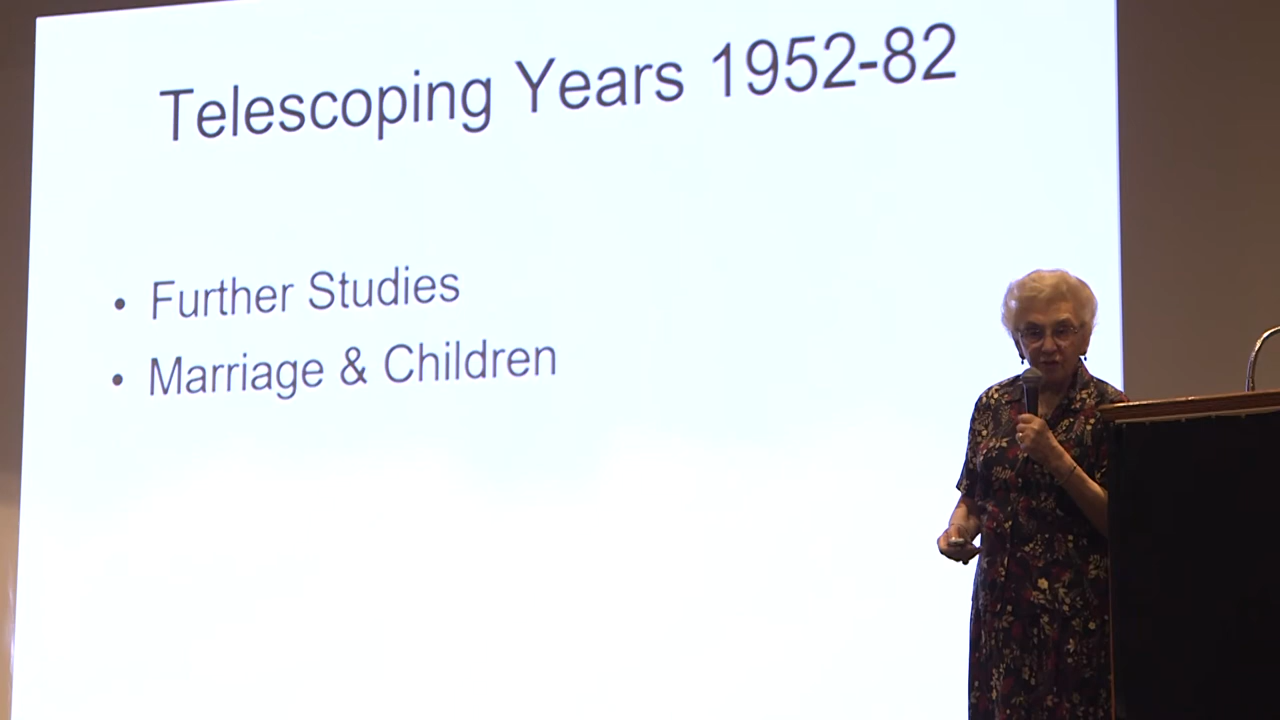 Telescoping Years 1952-82
• Further Studies
• Marriage & Children